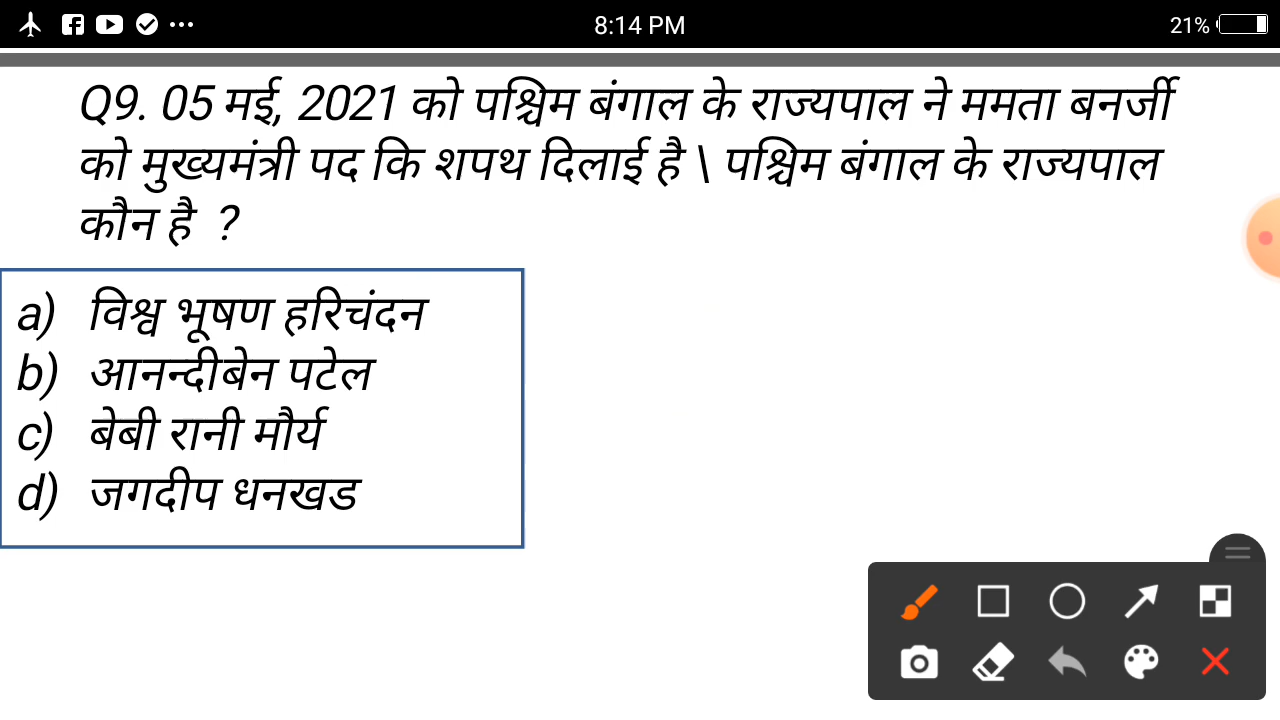 8:14 PM
21%
Q9. 05 मई, 2021 को पश्चिम बंगाल के राज्यपाल ने ममता बनर्जी
को मुख्यमंत्री पद कि शपथ दिलाई है \ पश्चिम बंगाल के राज्यपाल
कौन है ?
a) विश्व भूषण हरिचंदन
b) आनन्दीबेन पटेल
c) बेबी रानी मौर्य
d) जगदीप धनखड